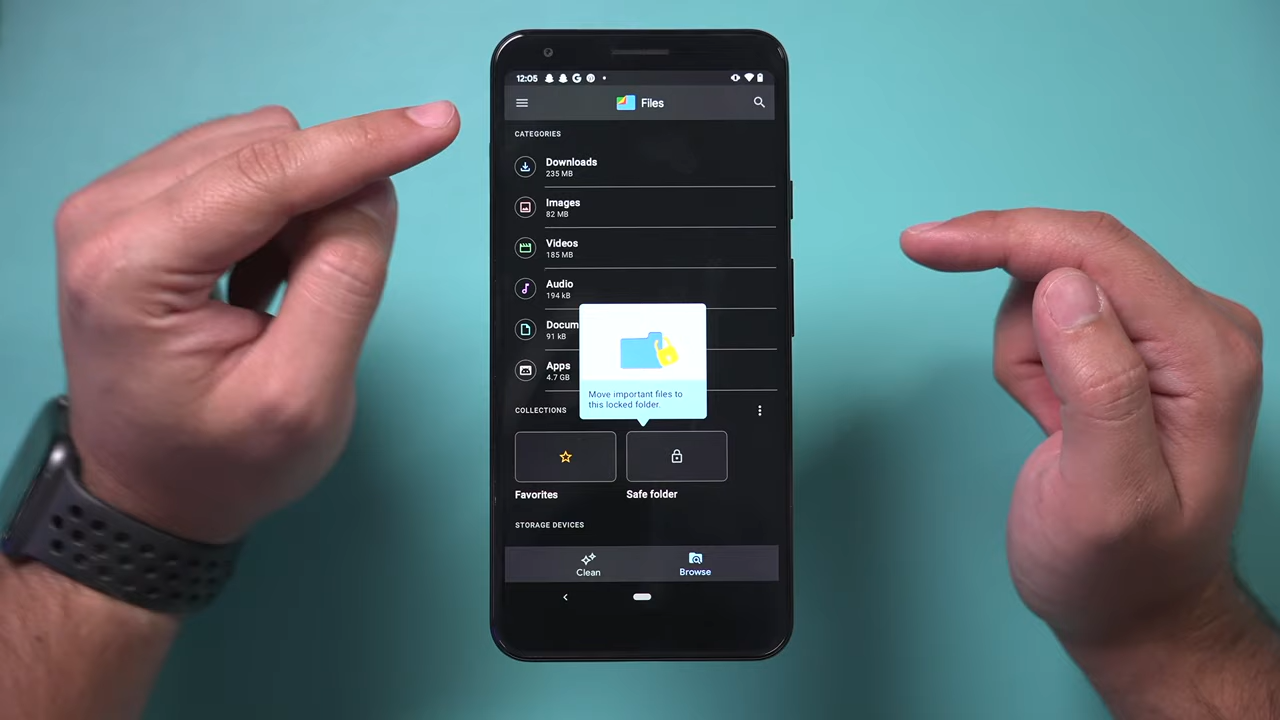 12:05
Files
CATEGORIES
Downloads
235 MB
Images
82 MB
Videos
185 MB
Audio
194 kB
Docum
91 kB
Apps
4.7 GB
Move important files to
this locked folder.
COLLECTIONS
Favorites
Safe folder
STORAGE DEVICES
Clean
Browse